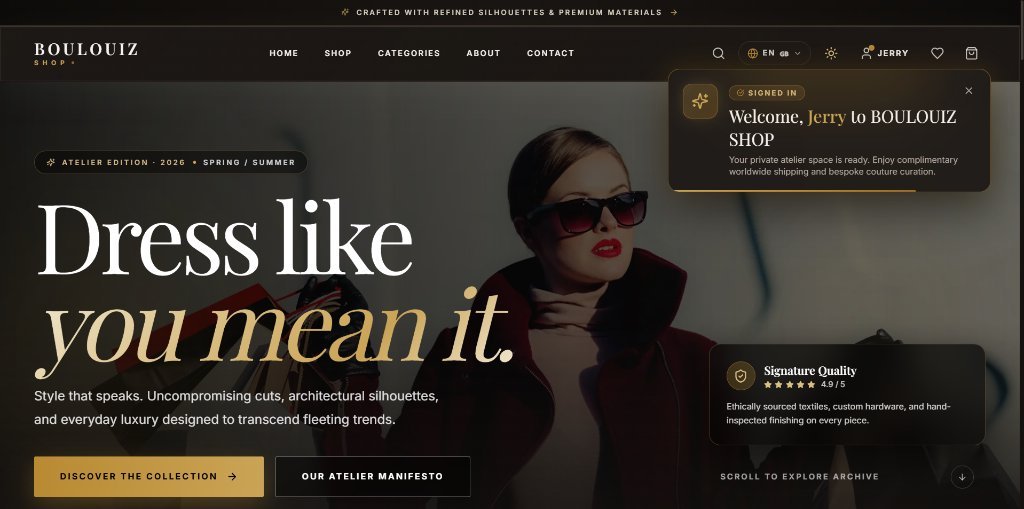 CRAFTED WITH REFINED SILHOUETTES & PREMIUM MATERIALS →
BOULOUIZ
SHOP
HOME SHOP CATEGORIES ABOUT CONTACT
EN GB
JERRY
SIGNED IN
Welcome, Jerry to BOULOUIZ
SHOP
Your private atelier space is ready. Enjoy complimentary
worldwide shipping and bespoke couture curation.
ATELIER EDITION · 2026 • SPRING / SUMMER
Dress like
you mean it.
Style that speaks. Uncompromising cuts, architectural silhouettes,
and everyday luxury designed to transcend fleeting trends.
DISCOVER THE COLLECTION →
OUR ATELIER MANIFESTO
Signature Quality
★★★★★ 4.9 / 5
Ethically sourced textiles, custom hardware, and hand-
inspected finishing on every piece.
SCROLL TO EXPLORE ARCHIVE